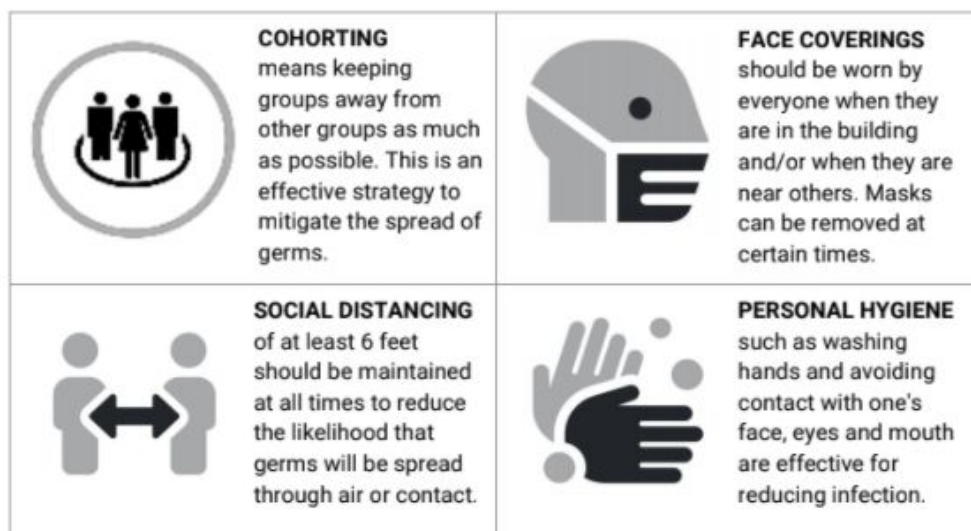 COHORTING
means keeping
groups away from
other groups as much
as possible. This is an
effective strategy to
mitigate the spread of
germs.
FACE COVERINGS
should be worn by
everyone when they
are in the building
and/or when they are
near others. Masks
can be removed at
certain times.
SOCIAL DISTANCING
of at least 6 feet
should be maintained
at all times to reduce
the likelihood that
germs will be spread
through air or contact.
PERSONAL HYGIENE
such as washing
hands and avoiding
contact with one's
face, eyes and mouth
are effective for
reducing infection.